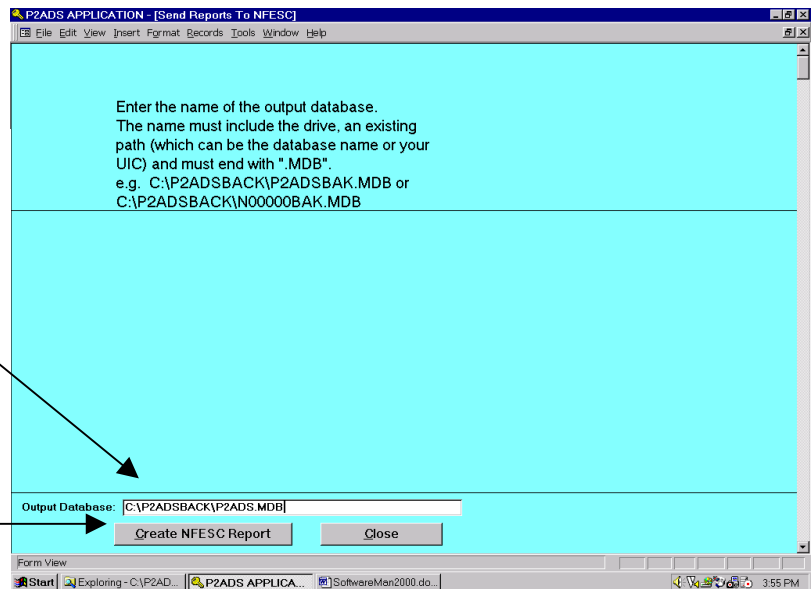 P2ADS APPLICATION - [Send Reports To NFESC]
File Edit View Insert Format Records Tools Window Help
Enter the name of the output database.
The name must include the drive, an existing
path (which can be the database name or your
UIC) and must end with ".MDB".
e.g. C:\P2ADSBACK\P2ADSBAK.MDB or
C:\P2ADSBACK\N00000BAK.MDB
Output Database: C:\P2ADSBACK\P2ADS.MDB
Create NFESC Report Close
Form View
Start Exploring - C:\P2AD... P2ADS APPLICA... SoftwareMan2000.do... 3:55 PM